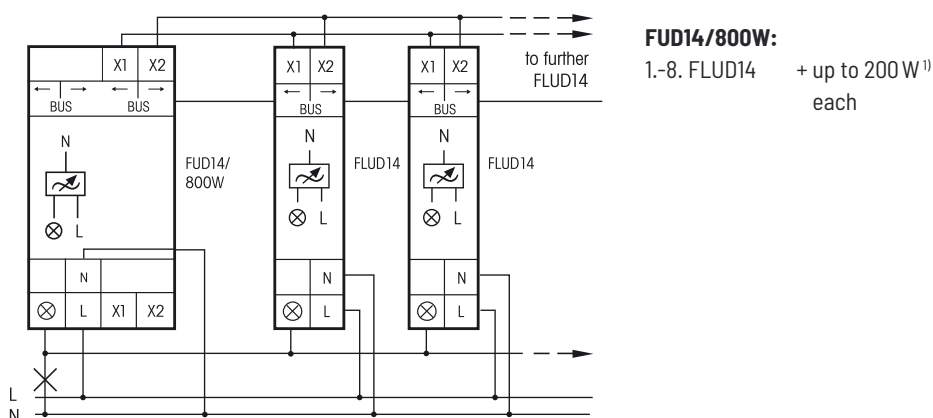 to further
FLUD14
FUD14/800W:
1.-8. FLUD14 + up to 200 W 1)
each
X1 X2
BUS BUS
N
L
FUD14/
800W
N
L X1 X2
X1 X2
BUS
N
L
FLUD14
N
L
X1 X2
BUS
N
L
FLUD14
N
L
L
N